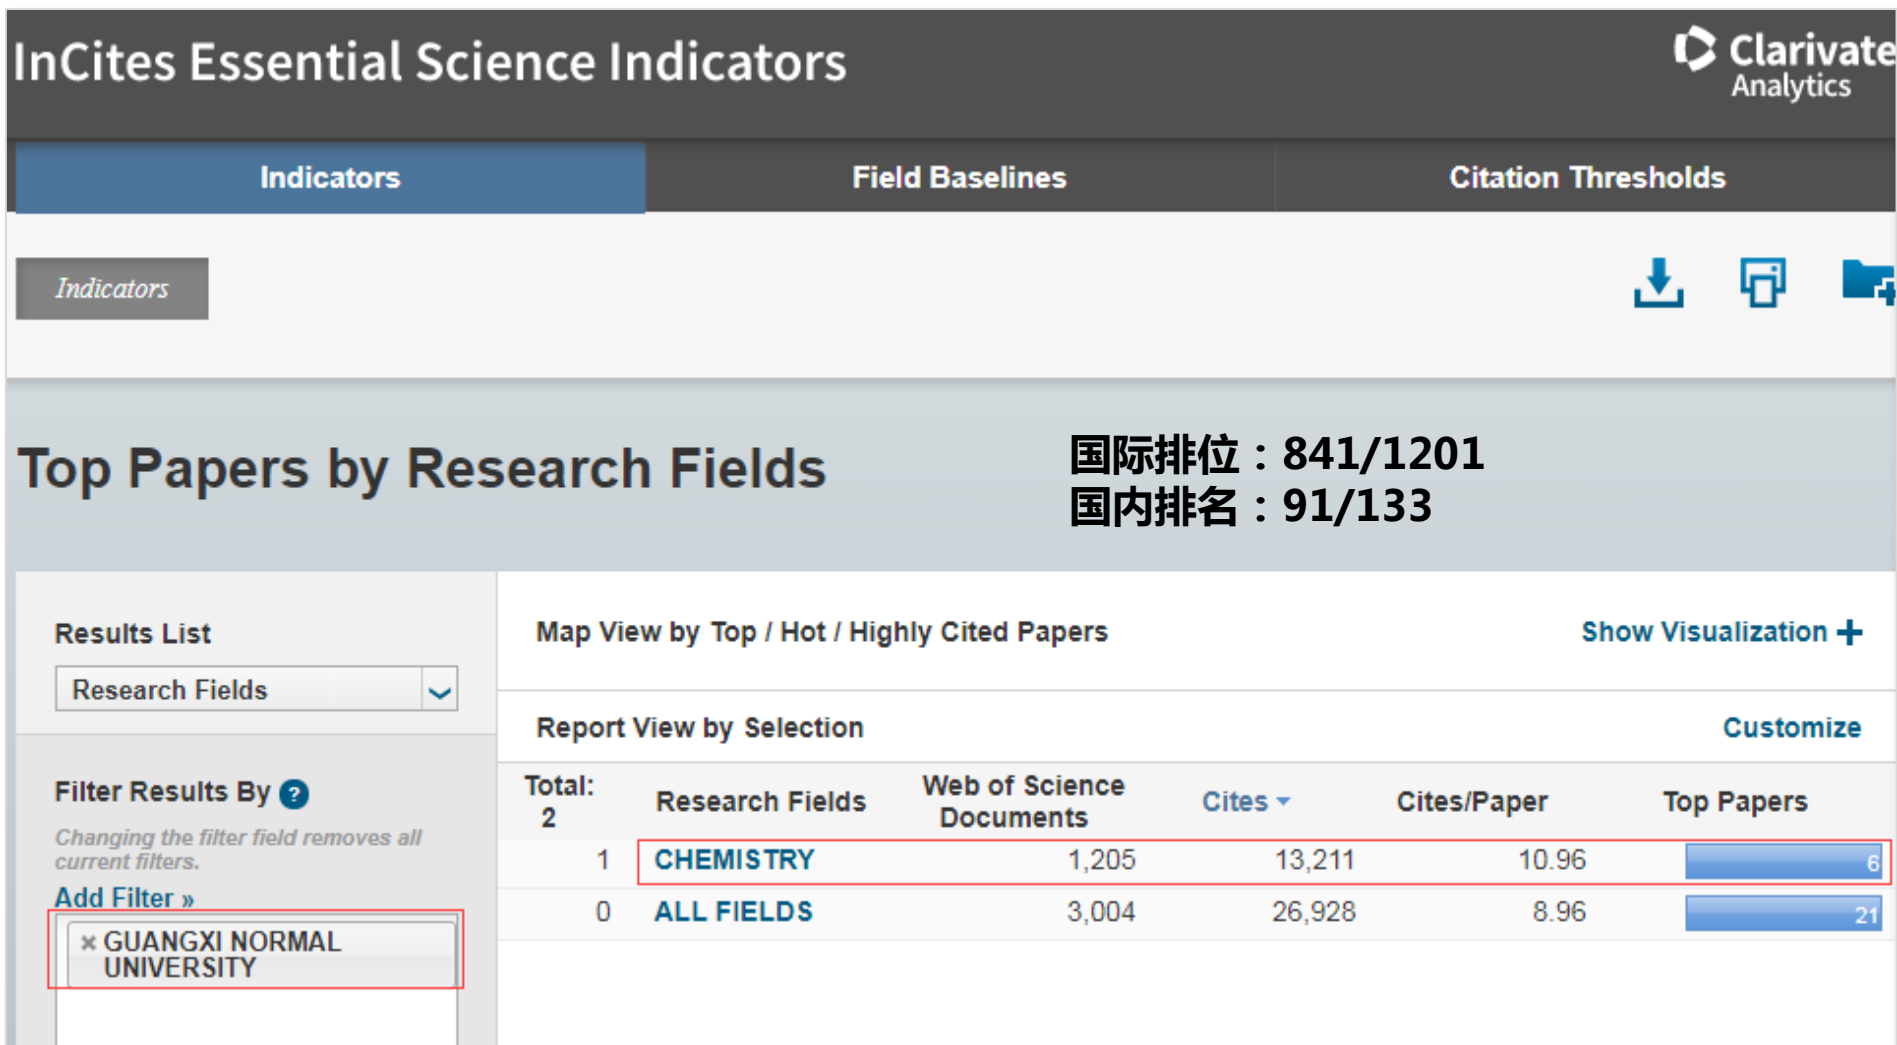 InCites Essential Science Indicators
Clarivate
Analytics
Indicators
Field Baselines
Citation Thresholds
Indicators
Top Papers by Research Fields
国际排位：841/1201
国内排名：91/133
Results List
Research Fields
Filter Results By ?
Changing the filter field removes all
current filters.
Add Filter »
× GUANGXI NORMAL
UNIVERSITY
Map View by Top / Hot / Highly Cited Papers
Show Visualization +
Report View by Selection
Customize
Total:
2
Research Fields
Web of Science
Documents
Cites
Cites/Paper
Top Papers
1 CHEMISTRY 1,205 13,211 10.96 6
0 ALL FIELDS 3,004 26,928 8.96 21